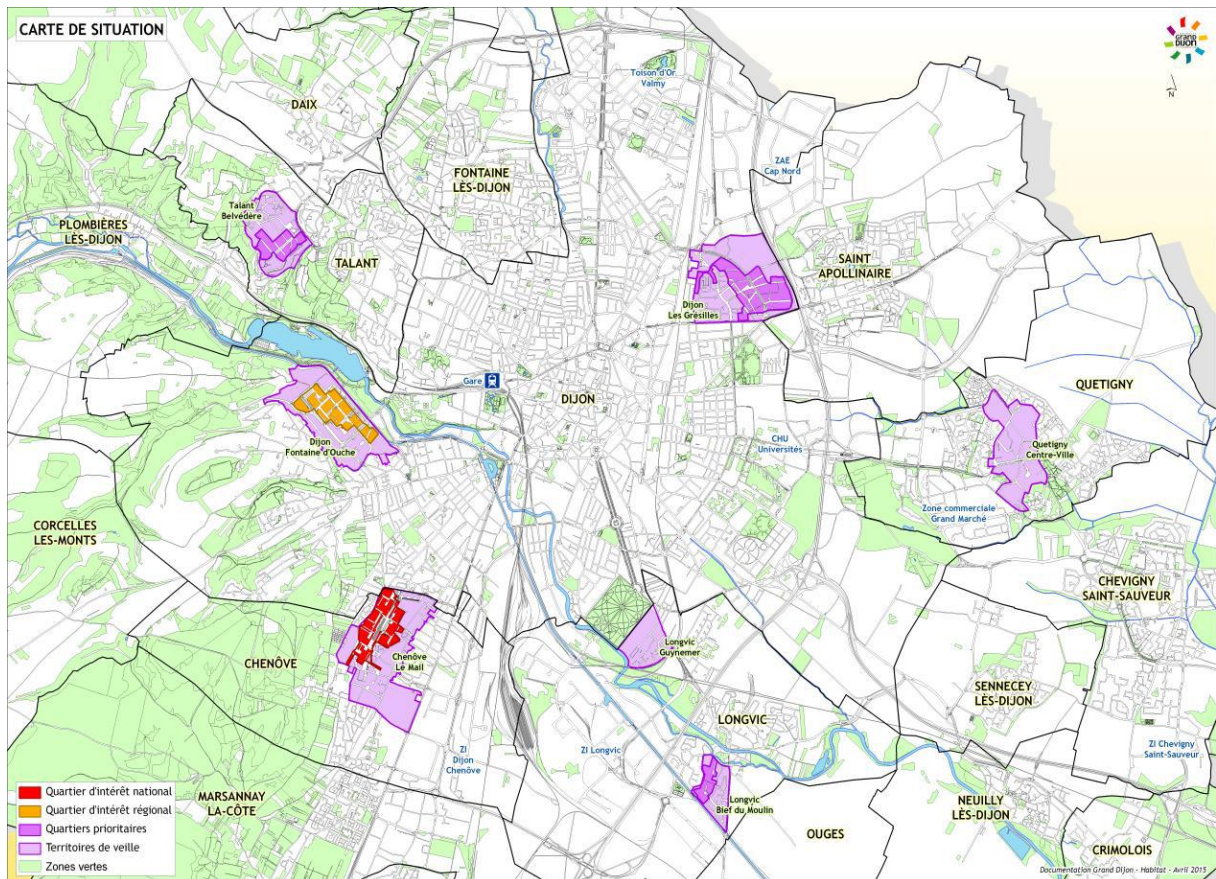 CARTE DE SITUATION
GRAND
DIJON
N
DAIX
Toison d'Or
Valmy
ZAE
Cap Nord
FONTAINE
LÈS-DIJON
Talant
Belvédère
PLOMBIÈRES
LÈS-DIJON
TALANT
SAINT
APOLLINAIRE
Dijon
Les Grésilles
Gare
DIJON
QUETIGNY
Dijon
Fontaine d'Ouche
CHU
Universités
Quetigny
Centre-Ville
Zone commerciale
Grand Marché
CORCELLES
LES-MONTS
CHEVIGNY
SAINT-SAUVEUR
CHENÔVE
Chenôve
Le Mail
Longvic
Guynemer
SENNECEY
LÈS-DIJON
LONGVIC
ZI
Dijon
Chenôve
ZI Longvic
ZI Chevigny
Saint-Sauveur
MARSANNAY
LA-CÔTE
Longvic
Bief du Moulin
NEUILLY
LÈS-DIJON
OUGES
CRIMOLOIS
Quartier d'intérêt national
Quartier d'intérêt régional
Quartiers prioritaires
Territoires de veille
Zones vertes
Documentation Grand Dijon - Habitat - Avril 2015